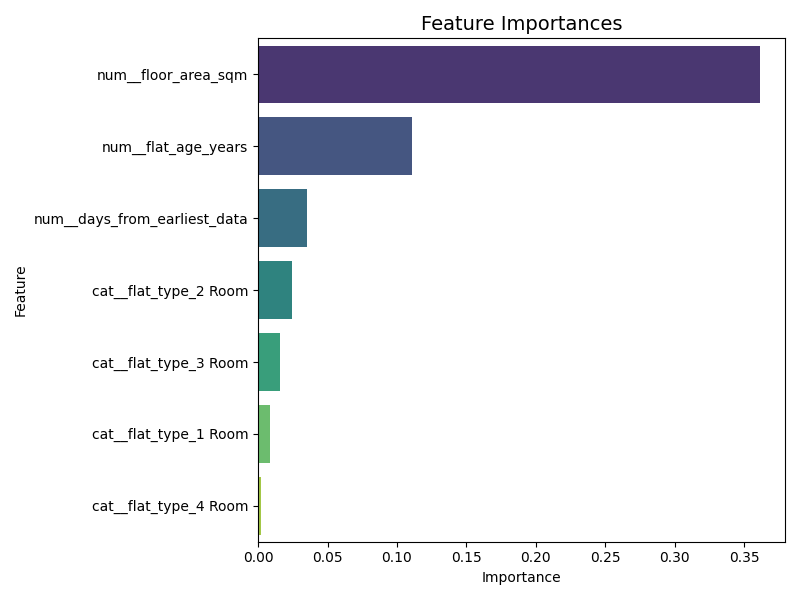 Feature Importances
num__floor_area_sqm
num__flat_age_years
num__days_from_earliest_data
cat__flat_type_2 Room
cat__flat_type_3 Room
cat__flat_type_1 Room
cat__flat_type_4 Room
Feature
0.00 0.05 0.10 0.15 0.20 0.25 0.30 0.35
Importance